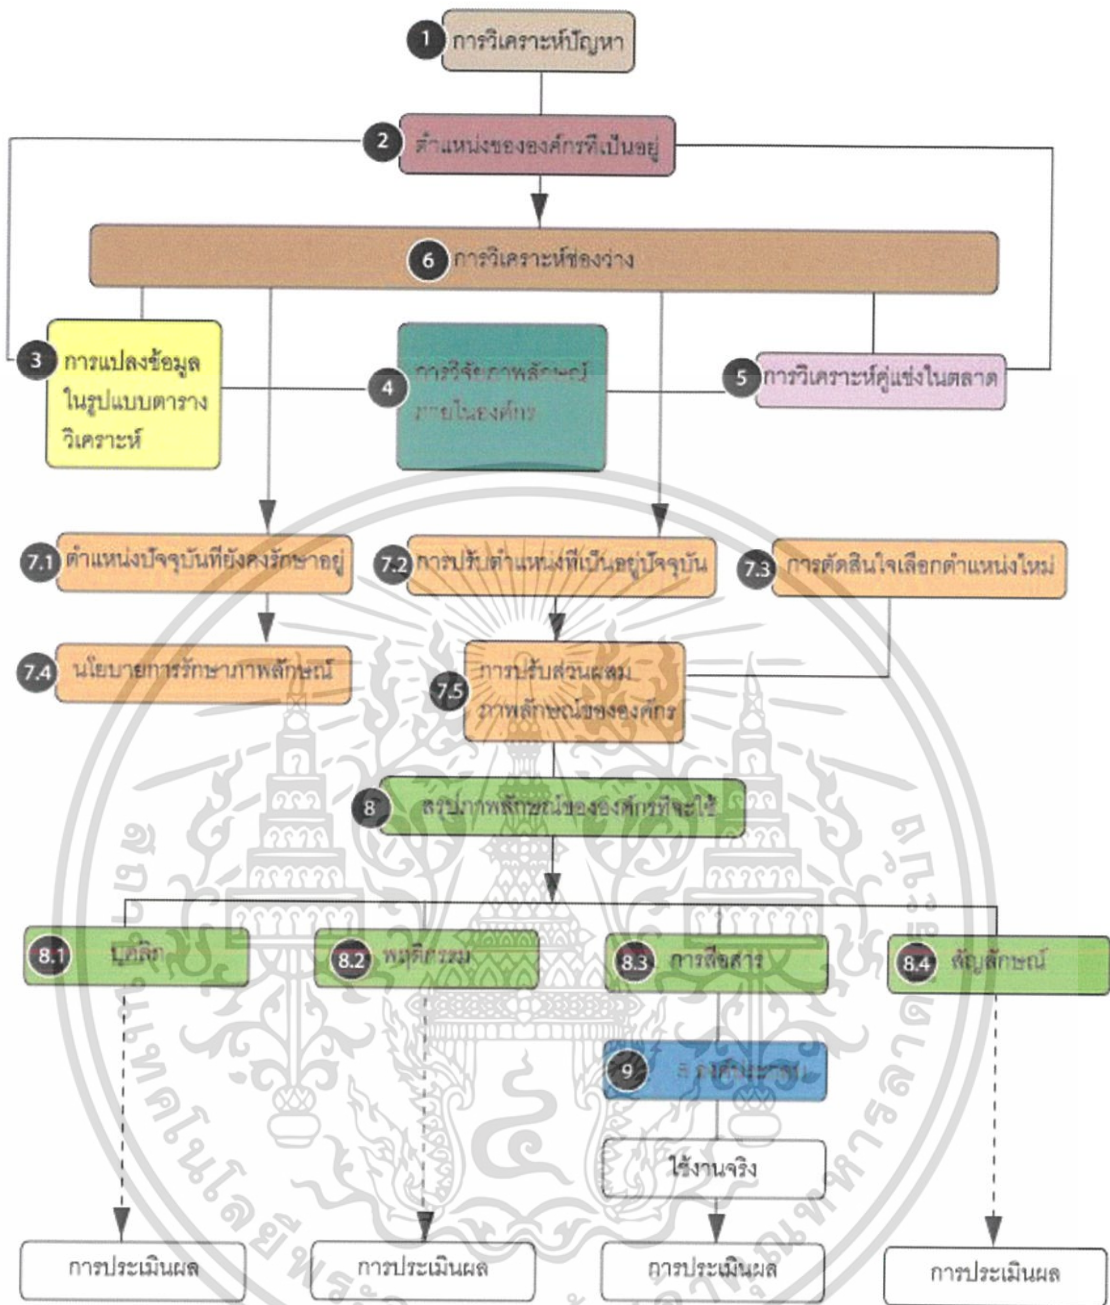 1 การวิเคราะห์ปัญหา
2 ตำแหน่งขององค์กรที่เป็นอยู่
6 การวิเคราะห์ช่องว่าง
3 การแปลงข้อมูล
ในรูปแบบตาราง
วิเคราะห์
4 การวิจัยภาพลักษณ์
ภายในองค์กร
5 การวิเคราะห์คู่แข่งในตลาด
7.1 ตำแหน่งปัจจุบันที่ยังคงรักษาอยู่
7.2 การปรับตำแหน่งที่เป็นอยู่ปัจจุบัน
7.3 การตัดสินใจเลือกตำแหน่งใหม่
7.4 นโยบายการรักษาภาพลักษณ์
7.5 การปรับส่วนผสม
ภาพลักษณ์ขององค์กร
8 สรุปภาพลักษณ์ขององค์กรที่จะใช้
8.1 บุคลิก
8.2 พฤติกรรม
8.3 การสื่อสาร
8.4 สัญลักษณ์
9 องค์ประกอบ
ใช้งานจริง
การประเมินผล
การประเมินผล
การประเมินผล
การประเมินผล